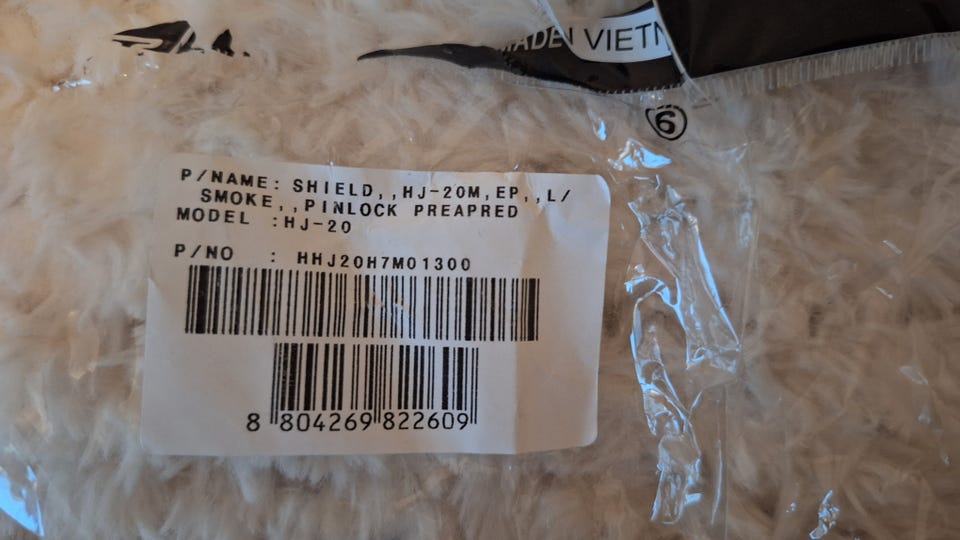 MADE VIETN
6
P/NAME: SHIELD,,HJ-20M,EP,,L/
SMOKE,,PINLOCK PREAPRED
MODEL :HJ-20
P/NO : HHJ20H7M01300
8 804269 822609